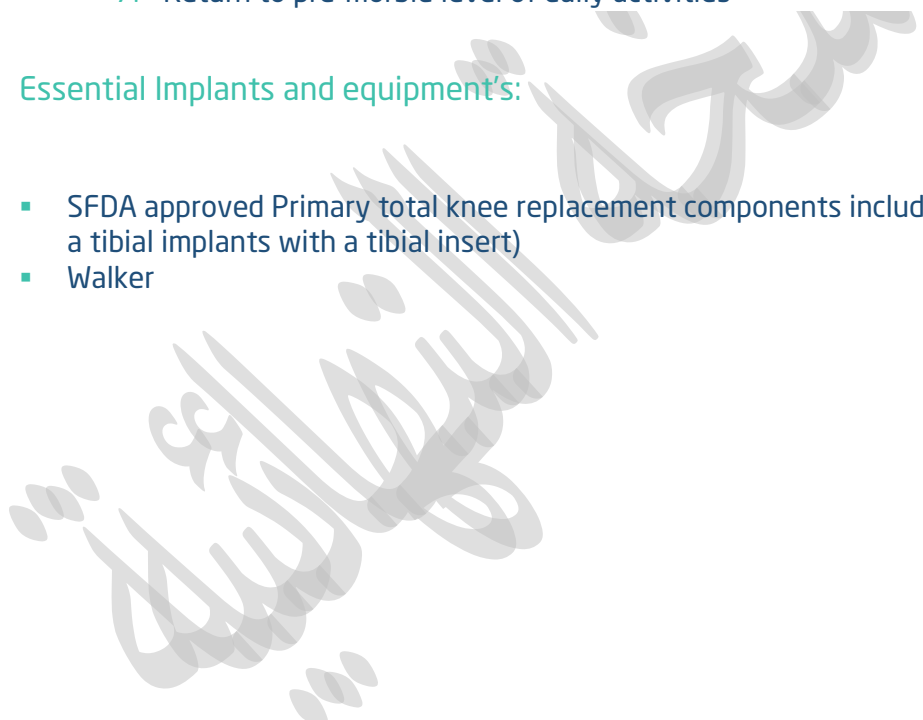 Return to pre-morbid level of daily activities
Essential Implants and equipment's:
▪ SFDA approved Primary total knee replacement components includ
a tibial implants with a tibial insert)
▪ Walker